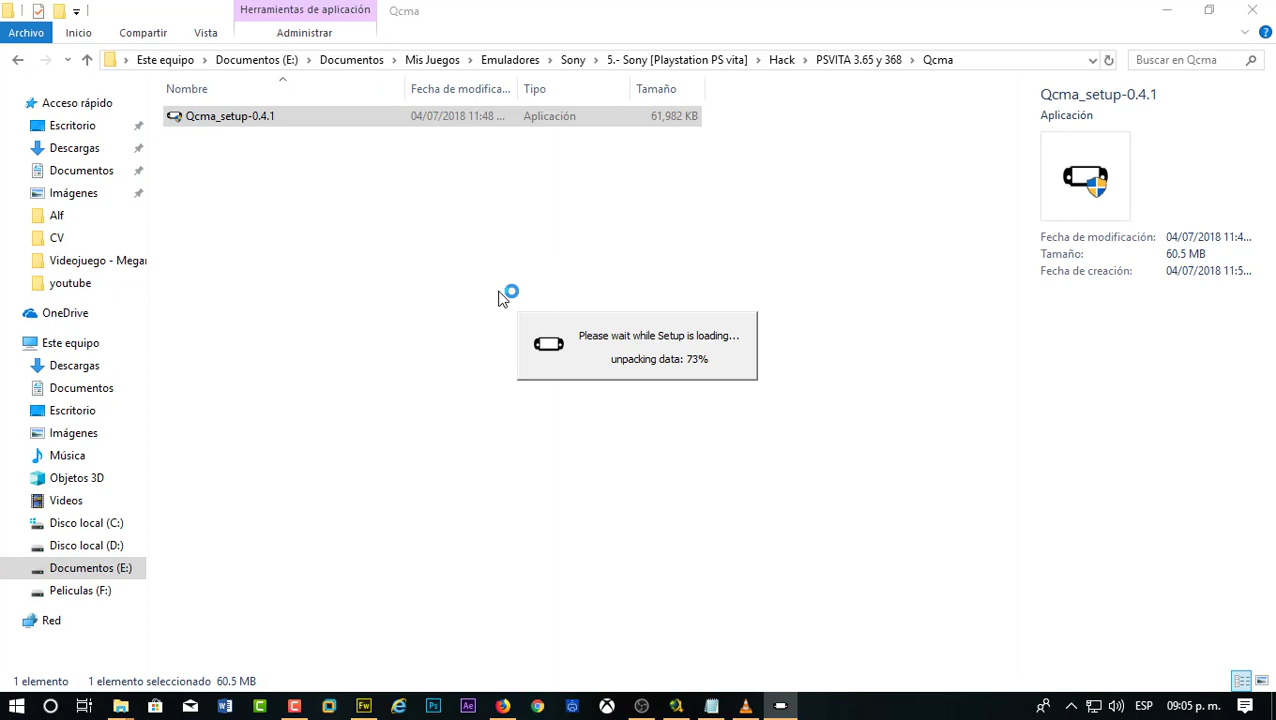 Herramientas de aplicación
Qcma
Archivo
Inicio
Compartir
Vista
Administrar
Este equipo
Documentos (E:)
Documentos
Mis Juegos
Emuladores
Sony
5.- Sony [Playstation PS vita]
Hack
PSVITA 3.65 y 368
Qcma
Buscar en Qcma
Nombre
Fecha de modifica...
Tipo
Tamaño
Qcma_setup-0.4.1
04/07/2018 11:48 ...
Aplicación
61,982 KB
Acceso rápido
Escritorio
Descargas
Documentos
Imágenes
Alf
CV
Videojuego - Megar
youtube
OneDrive
Este equipo
Descargas
Documentos
Escritorio
Imágenes
Música
Objetos 3D
Videos
Disco local (C:)
Disco local (D:)
Documentos (E:)
Peliculas (F:)
Red
Please wait while Setup is loading...
unpacking data: 73%
Qcma_setup-0.4.1
Aplicación
Fecha de modificación: 04/07/2018 11:4...
Tamaño: 60.5 MB
Fecha de creación: 04/07/2018 11:5...
1 elemento
1 elemento seleccionado 60.5 MB
Fw
Ps
Ae
ESP
09:05 p. m.